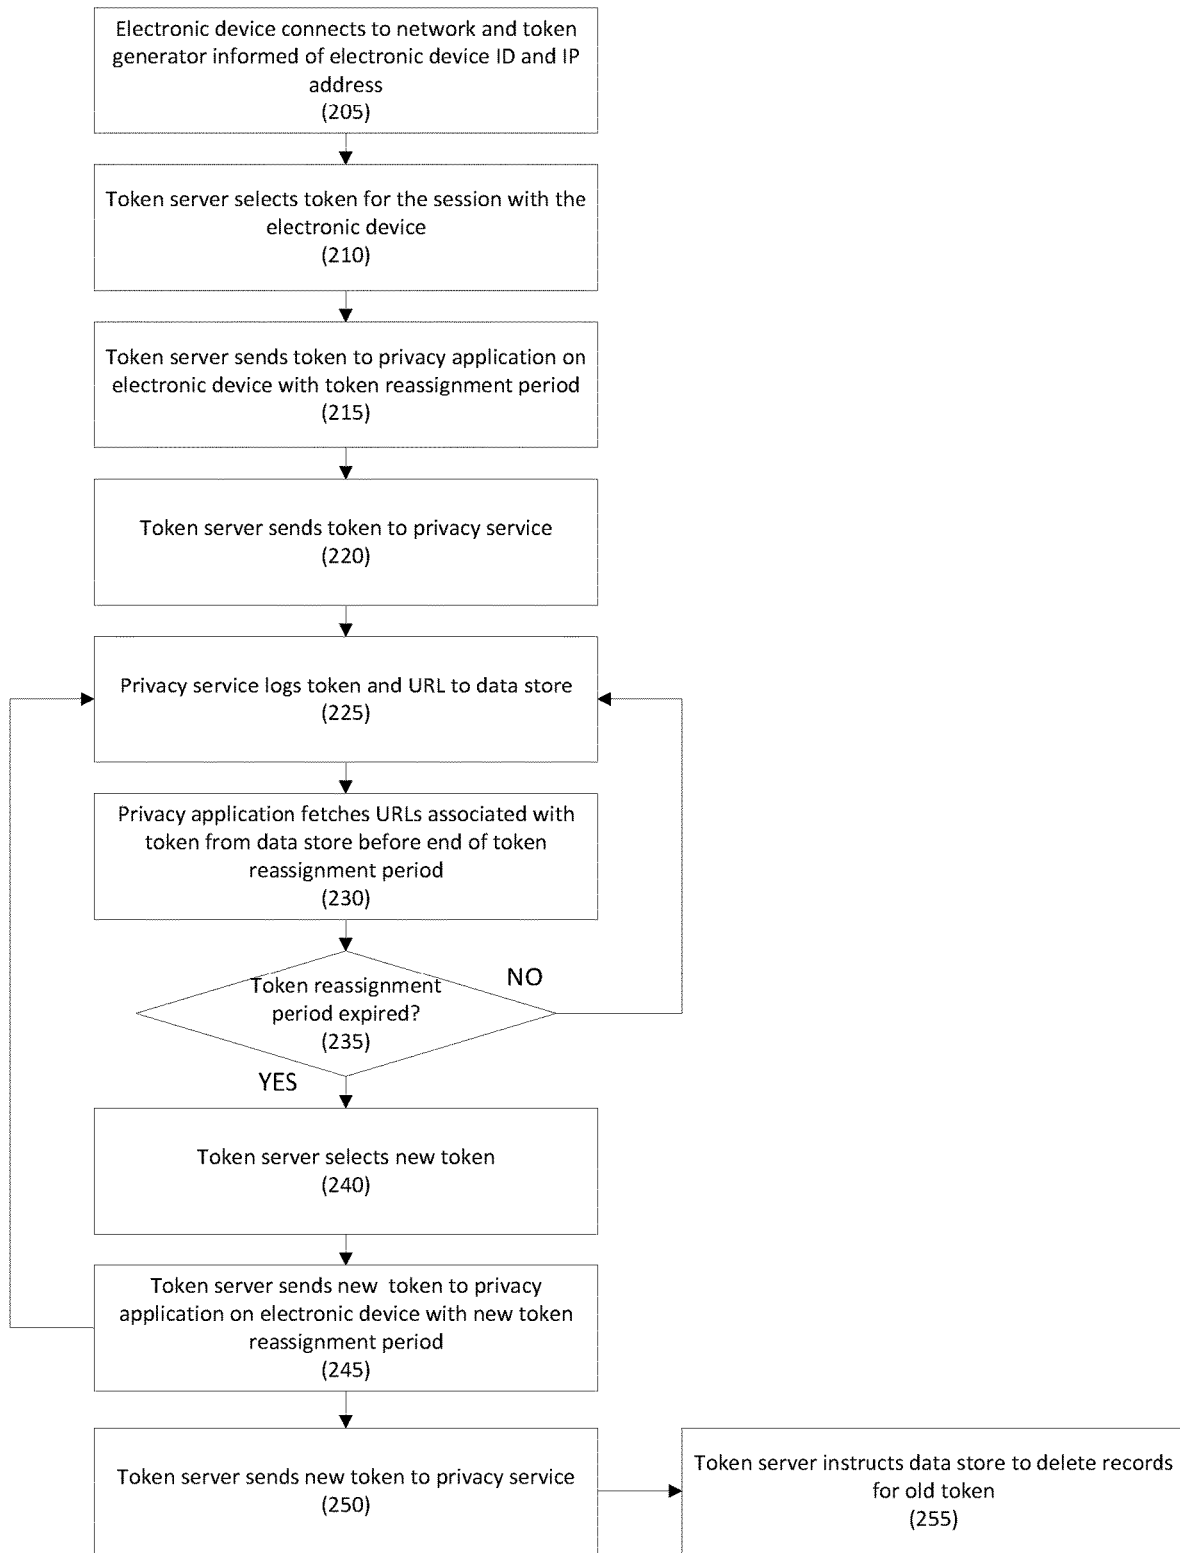 Electronic device connects to network and token
generator informed of electronic device ID and IP
address
(205)
Token server selects token for the session with the
electronic device
(210)
Token server sends token to privacy application on
electronic device with token reassignment period
(215)
Token server sends token to privacy service
(220)
Privacy service logs token and URL to data store
(225)
Privacy application fetches URLs associated with
token from data store before end of token
reassignment period
(230)
Token reassignment
period expired?
(235)
NO
YES
Token server selects new token
(240)
Token server sends new token to privacy
application on electronic device with new token
reassignment period
(245)
Token server sends new token to privacy service
(250)
Token server instructs data store to delete records
for old token
(255)